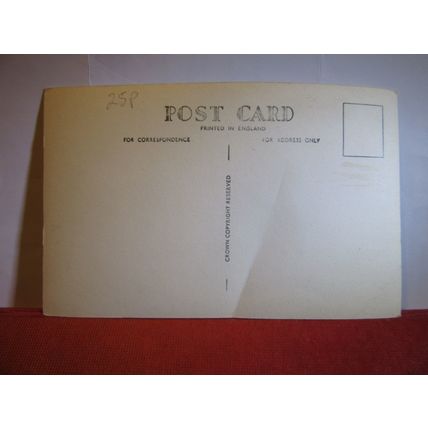 25P
POST CARD
PRINTED IN ENGLAND
FOR CORRESPONDENCE
FOR ADDRESS ONLY
CROWN COPYRIGHT RESERVED